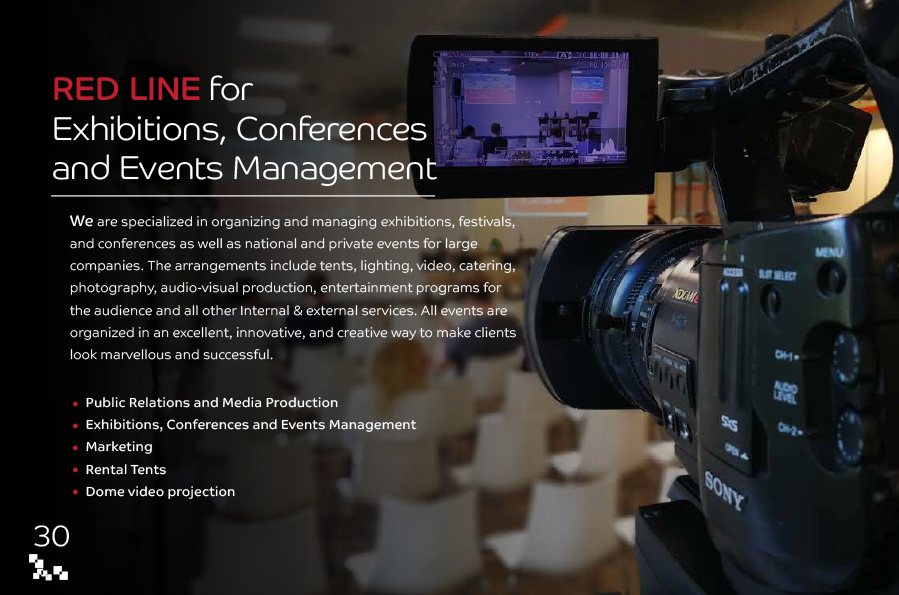 RED LINE for
Exhibitions, Conferences
and Events Management
We are specialized in organizing and managing exhibitions, festivals,
and conferences as well as national and private events for large
companies. The arrangements include tents, lighting, video, catering,
photography, audio-visual production, entertainment programs for
the audience and all other Internal & external services. All events are
organized in an excellent, innovative, and creative way to make clients
look marvellous and successful.
• Public Relations and Media Production
• Exhibitions, Conferences and Events Management
• Marketing
• Rental Tents
• Dome video projection
30
MENU
SLOT SELECT
XDCAM
CH-1
AUDIO
LEVEL
CH-2
SxS
OPEN
SONY